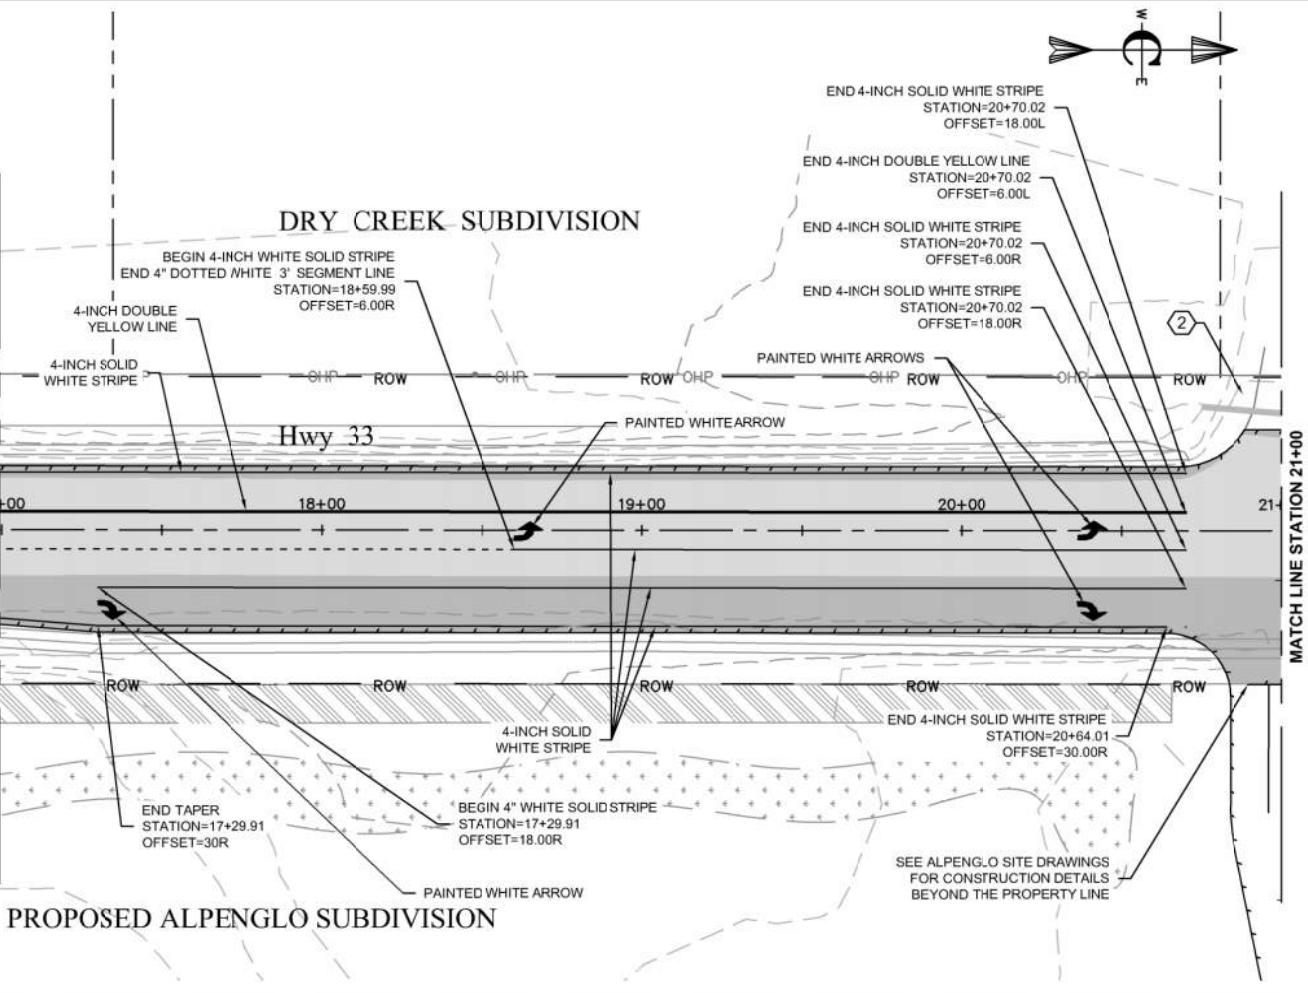 W
E
END 4-INCH SOLID WHITE STRIPE
STATION=20+70.02
OFFSET=18.00L
END 4-INCH DOUBLE YELLOW LINE
STATION=20+70.02
OFFSET=6.00L
DRY CREEK SUBDIVISION
END 4-INCH SOLID WHITE STRIPE
STATION=20+70.02
OFFSET=6.00R
BEGIN 4-INCH WHITE SOLID STRIPE
END 4" DOTTED WHITE 3' SEGMENT LINE
STATION=18+59.99
OFFSET=6.00R
END 4-INCH SOLID WHITE STRIPE
STATION=20+70.02
OFFSET=18.00R
4-INCH DOUBLE
YELLOW LINE
2
4-INCH SOLID
WHITE STRIPE
PAINTED WHITE ARROWS
OHP ROW OHP ROW OHP OHP ROW OHP ROW
PAINTED WHITE ARROW
Hwy 33
+00 18+00 19+00 20+00 21+
MATCH LINE STATION 21+00
ROW ROW ROW ROW ROW
4-INCH SOLID
WHITE STRIPE
END 4-INCH SOLID WHITE STRIPE
STATION=20+64.01
OFFSET=30.00R
END TAPER
STATION=17+29.91
OFFSET=30R
BEGIN 4" WHITE SOLID STRIPE
STATION=17+29.91
OFFSET=18.00R
SEE ALPENGLO SITE DRAWINGS
FOR CONSTRUCTION DETAILS
BEYOND THE PROPERTY LINE
PAINTED WHITE ARROW
PROPOSED ALPENGLO SUBDIVISION